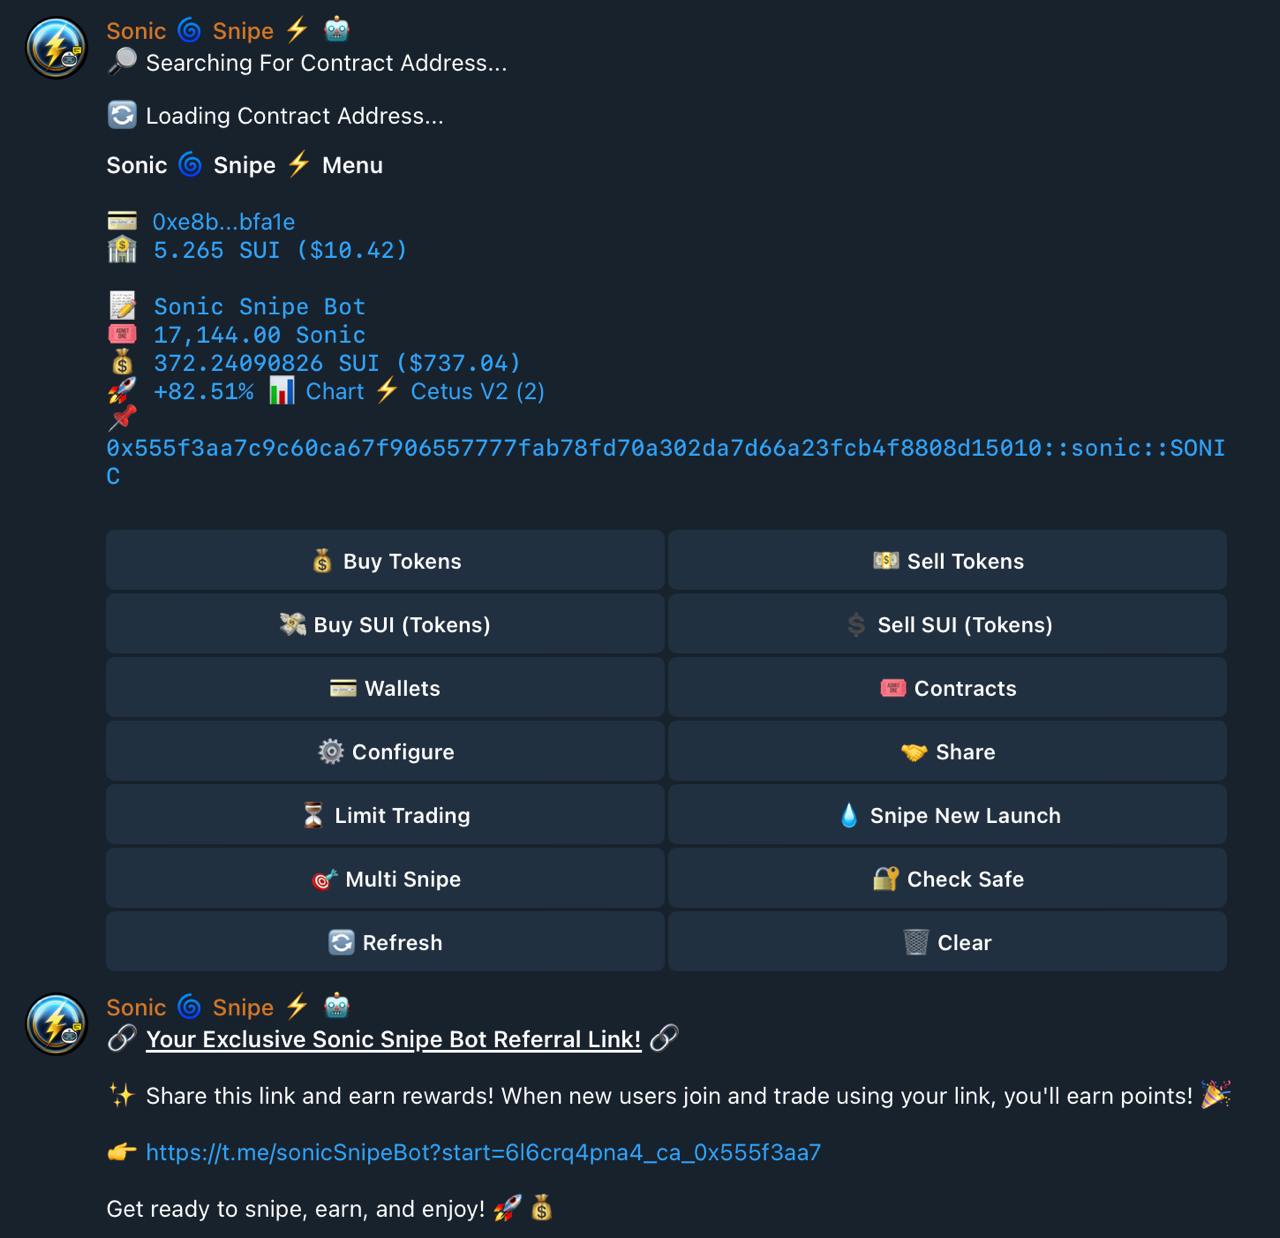 Sonic 🌀 Snipe ⚡ 🤖
🔎 Searching For Contract Address...
🔄 Loading Contract Address...
Sonic 🌀 Snipe ⚡ Menu
💳 0xe8b...bfa1e
🏦 5.265 SUI ($10.42)
📝 Sonic Snipe Bot
🎟 17,144.00 Sonic
💰 372.24090826 SUI ($737.04)
🚀 +82.51% 📊 Chart ⚡ Cetus V2 (2)
📌
0x555f3aa7c9c60ca67f906557777fab78fd70a302da7d66a23fcb4f8808d15010::sonic::SONI
C
💰 Buy Tokens
💵 Sell Tokens
💸 Buy SUI (Tokens)
💲 Sell SUI (Tokens)
💳 Wallets
🎟 Contracts
⚙️ Configure
🤝 Share
⏳ Limit Trading
💧 Snipe New Launch
🎯 Multi Snipe
🔐 Check Safe
🔄 Refresh
🗑 Clear
Sonic 🌀 Snipe ⚡ 🤖
🔗 Your Exclusive Sonic Snipe Bot Referral Link! 🔗
✨ Share this link and earn rewards! When new users join and trade using your link, you'll earn points! 🎉
👉 https://t.me/sonicSnipeBot?start=6l6crq4pna4_ca_0x555f3aa7
Get ready to snipe, earn, and enjoy! 🚀 💰